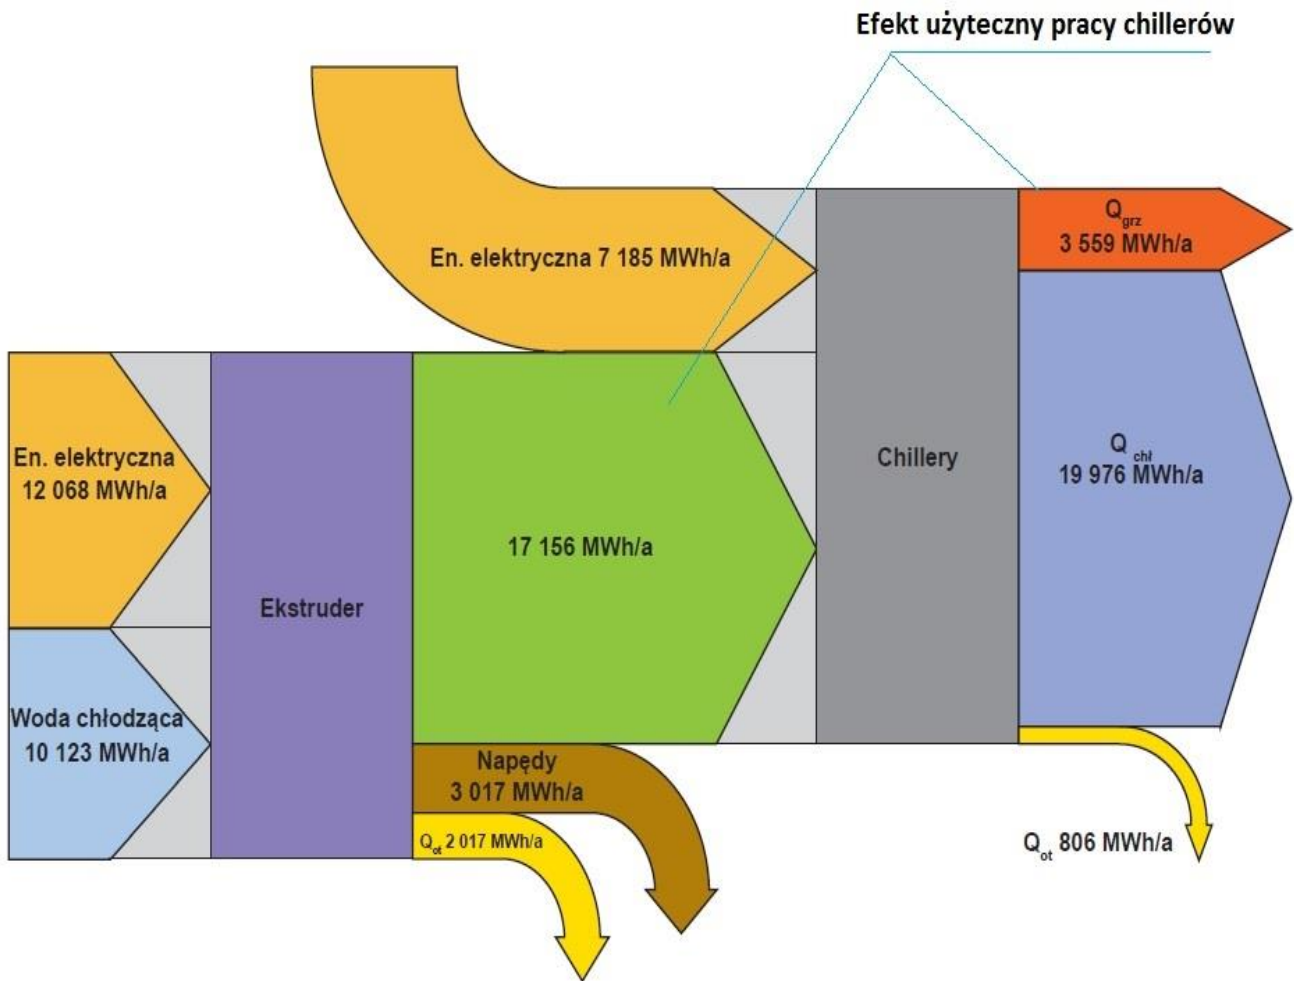 Efekt użyteczny pracy chillerów
Q grz
3 559 MWh/a
En. elektryczna 7 185 MWh/a
En. elektryczna
12 068 MWh/a
Chillery
Q chł
19 976 MWh/a
17 156 MWh/a
Ekstruder
Woda chłodząca
10 123 MWh/a
Napędy
3 017 MWh/a
Qot 2 017 MWh/a
Qot 806 MWh/a